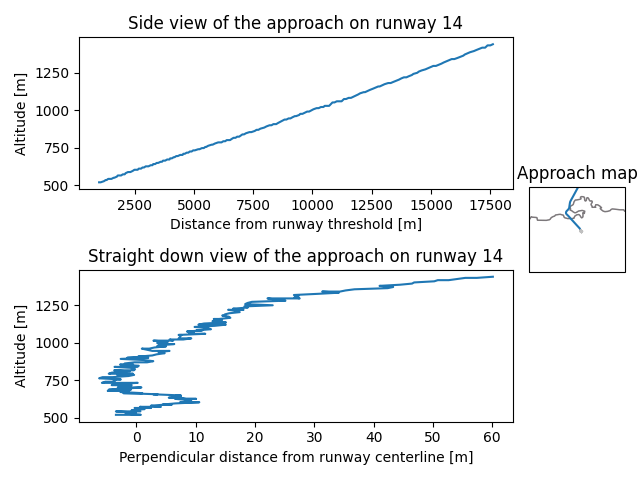 Side view of the approach on runway 14
Altitude [m]
1250
1000
750
500
2500 5000 7500 10000 12500 15000 17500
Distance from runway threshold [m]
Approach map
Straight down view of the approach on runway 14
Altitude [m]
1250
1000
750
500
0 10 20 30 40 50 60
Perpendicular distance from runway centerline [m]